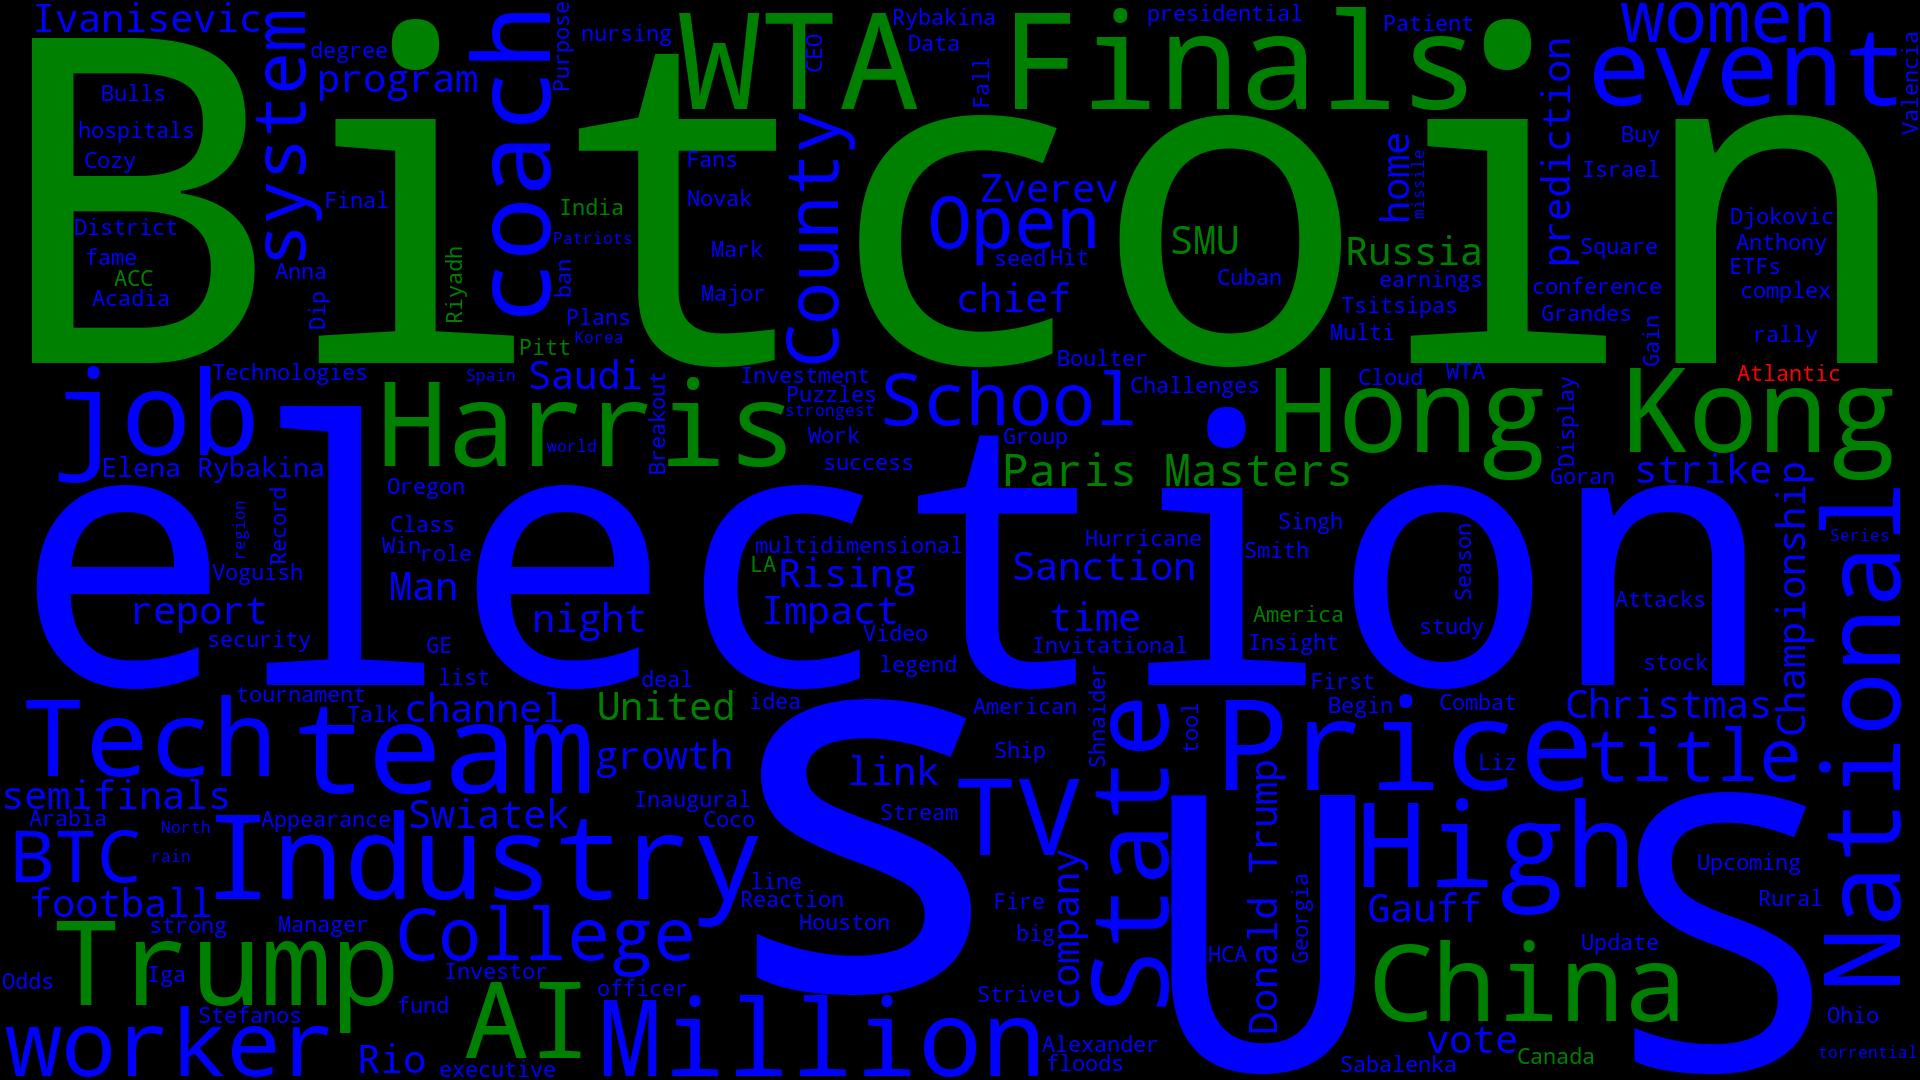 Ivanisevic
system
degree
program
coach
Purpose
nursing
WTA Finals
CEO
Rybakina
Data
Fall
presidential
Patient
women
event
Valencia
Bitcoin
Bulls
hospitals
Cozy
District
fame
ACC
Acadia
Anna
Dip
Final
Riyadh
India
Patriots
ban
Plans
Korea
Pitt
Fans
Novak
Mark
Major
County
Zverev
Open
seed
Hit
chief
SMU
Cuban
home
missile
Russia
earnings
Tsitsipas
Multi
prediction
Buy
Israel
Square
conference
Grandes
Gain
Djokovic
Anthony
ETFs
complex
rally
job
Technologies
Harris
Spain
Saudi
world
Breakout
Investment
Puzzles
strongest
Work
success
School
Boulter
Challenges
Group
Paris Masters
Hong Kong
Cloud
WTA
Display
Atlantic
Goran
strike
election
Elena Rybakina
region
Record
Voguish
report
security
Oregon
Class
Win
role
Man
GE
list
night
deal
multidimensional
LA
Rising
Impact
Video
legend
Hurricane
Sanction
time
Invitational
Singh
Smith
America
Insight
First
Season
study
Attacks
stock
Championship
Series
National
Tech
tournament
Talk
channel
team
United
growth
idea
American
Ship
link
Stream
S
TV
Shnaider
State
tool
Price
Begin
Combat
Liz
Christmas
title
semifinals
Arabia
North
BTC
rain
Appearance
Swiatek
Industry
Inaugural
Coco
line
Reaction
Houston
football
strong
Manager
College
Trump
Iga
Odds
Investor
officer
fund
AI
Stefanos
worker
Rio
executive
Million
Fire
big
company
Strive
Alexander
floods
US
HCA
Donald Trump
Georgia
High
Gauff
China
Update
Upcoming
Rural
vote
Canada
Sabalenka
Ohio
torrential